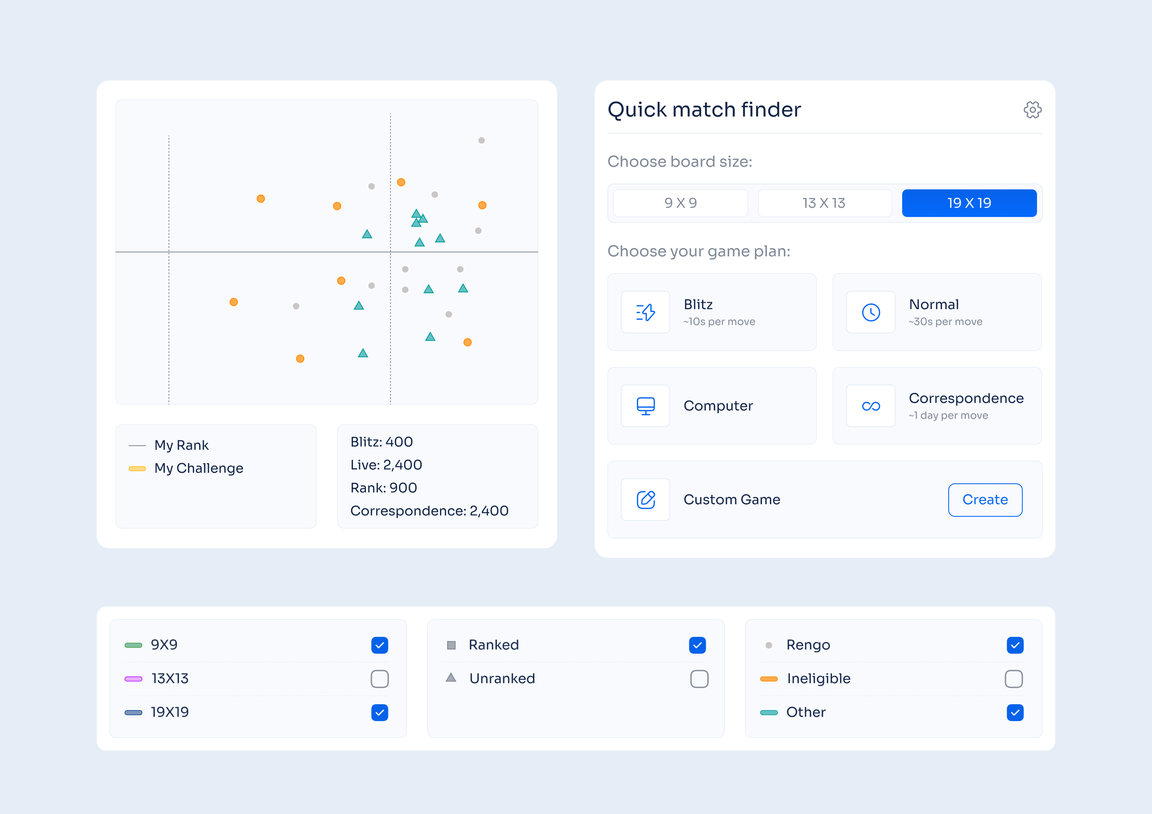 My Rank
My Challenge
Blitz: 400
Live: 2,400
Rank: 900
Correspondence: 2,400
Quick match finder
Choose board size:
9 X 9
13 X 13
19 X 19
Choose your game plan:
Blitz
~10s per move
Normal
~30s per move
Computer
Correspondence
~1 day per move
Custom Game
Create
9X9
13X13
19X19
Ranked
Unranked
Rengo
Ineligible
Other